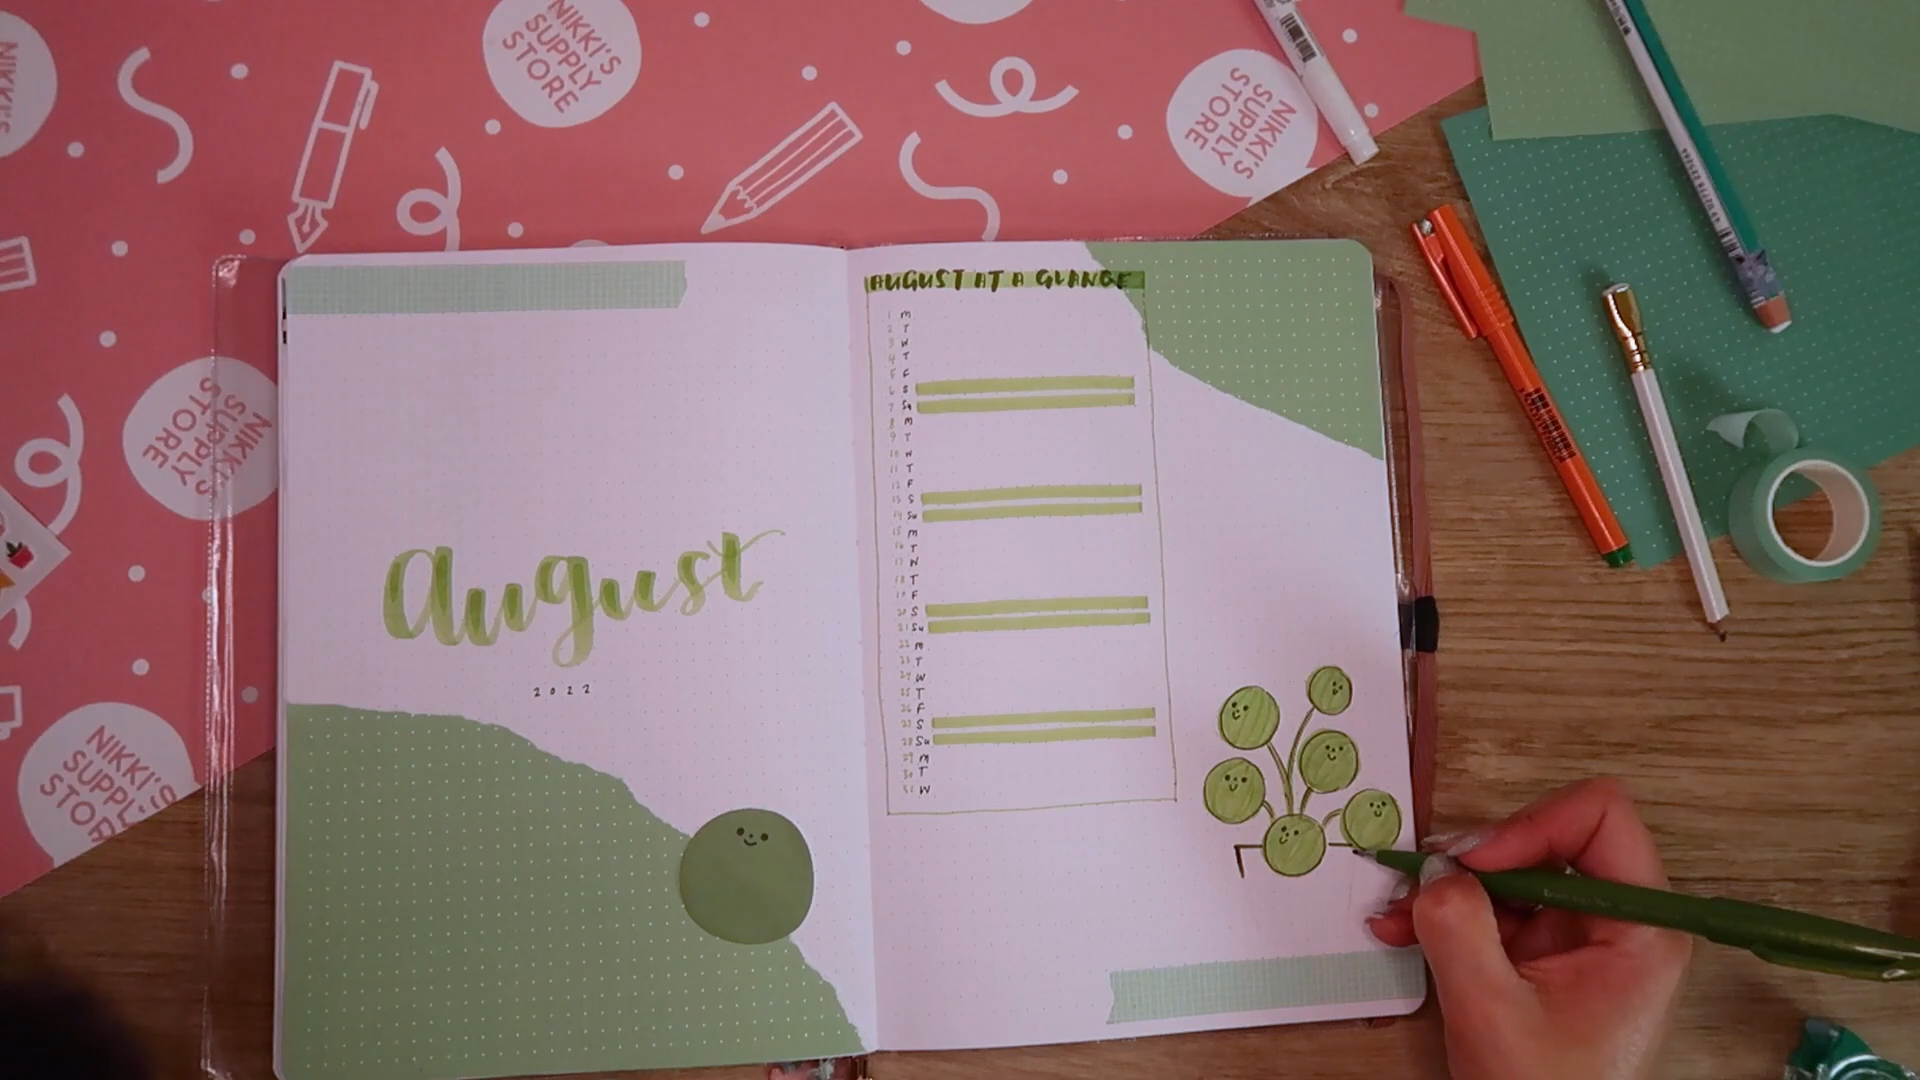 NIKKI'S
SUPPLY
STORE
NIKKI'S
SUPPLY
STORE
NIKKI'S
NIKKI'S
SUPPLY
STORE
NIKKI'S
SUPPLY
STORE
August
2022
AUGUST AT A GLANCE
1 M
2 T
3 W
4 T
5 F
6 S
7 Su
8 M
9 T
10 W
11 T
12 F
13 S
14 Su
15 M
16 T
17 W
18 T
19 F
20 S
21 Su
22 M
23 T
24 W
25 T
26 F
27 S
28 Su
29 M
30 T
31 W